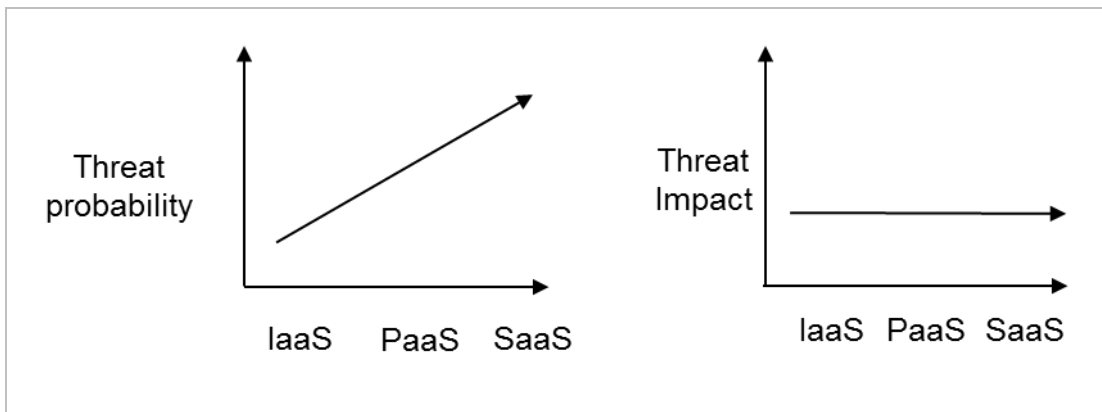 Threat
probability
IaaS PaaS SaaS
Threat
Impact
IaaS PaaS SaaS